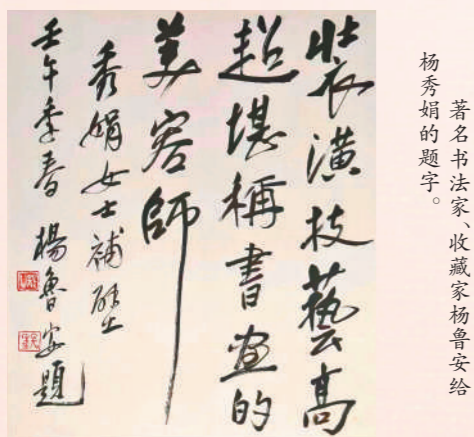 裝潢技藝高
超堪稱書畫的
美容師
秀娟女士補壁
壬午季春 楊魯安題
著名书法家、收藏家杨鲁安给
杨秀娟的题字。